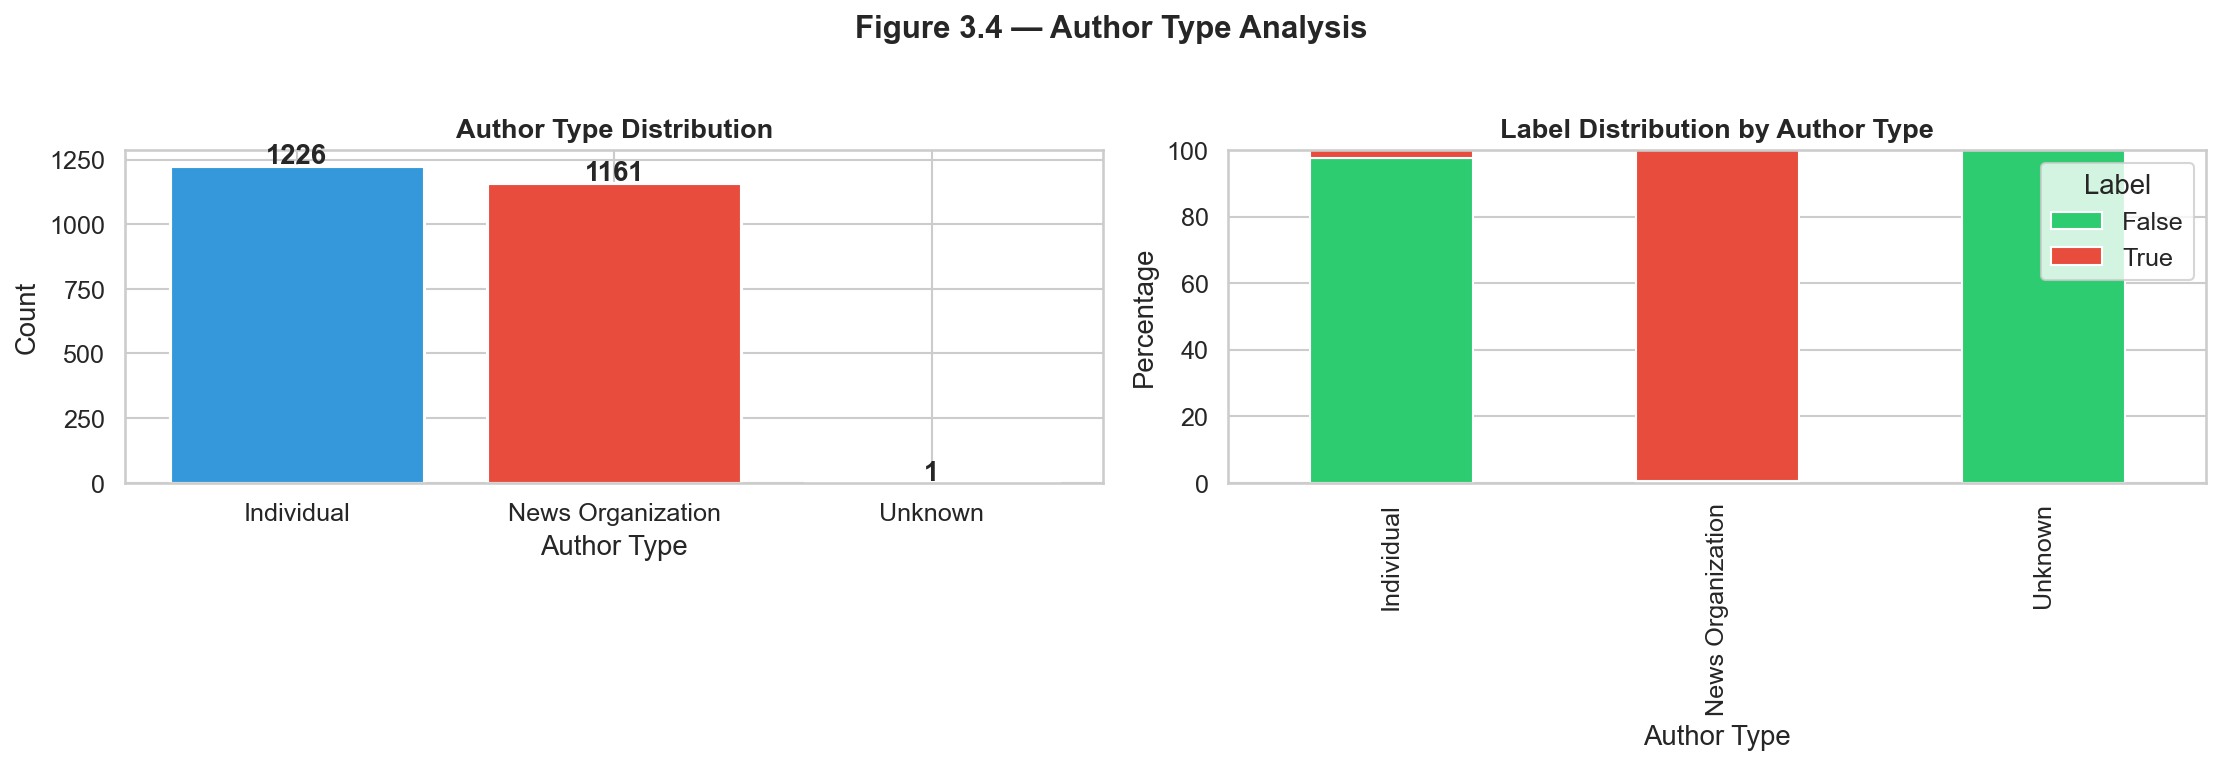 Figure 3.4 — Author Type Analysis
Author Type Distribution
1226
1161
1
Count
1250
1000
750
500
250
0
Individual
News Organization
Unknown
Author Type
Label Distribution by Author Type
Percentage
100
80
60
40
20
0
Label
False
True
Individual
News Organization
Unknown
Author Type